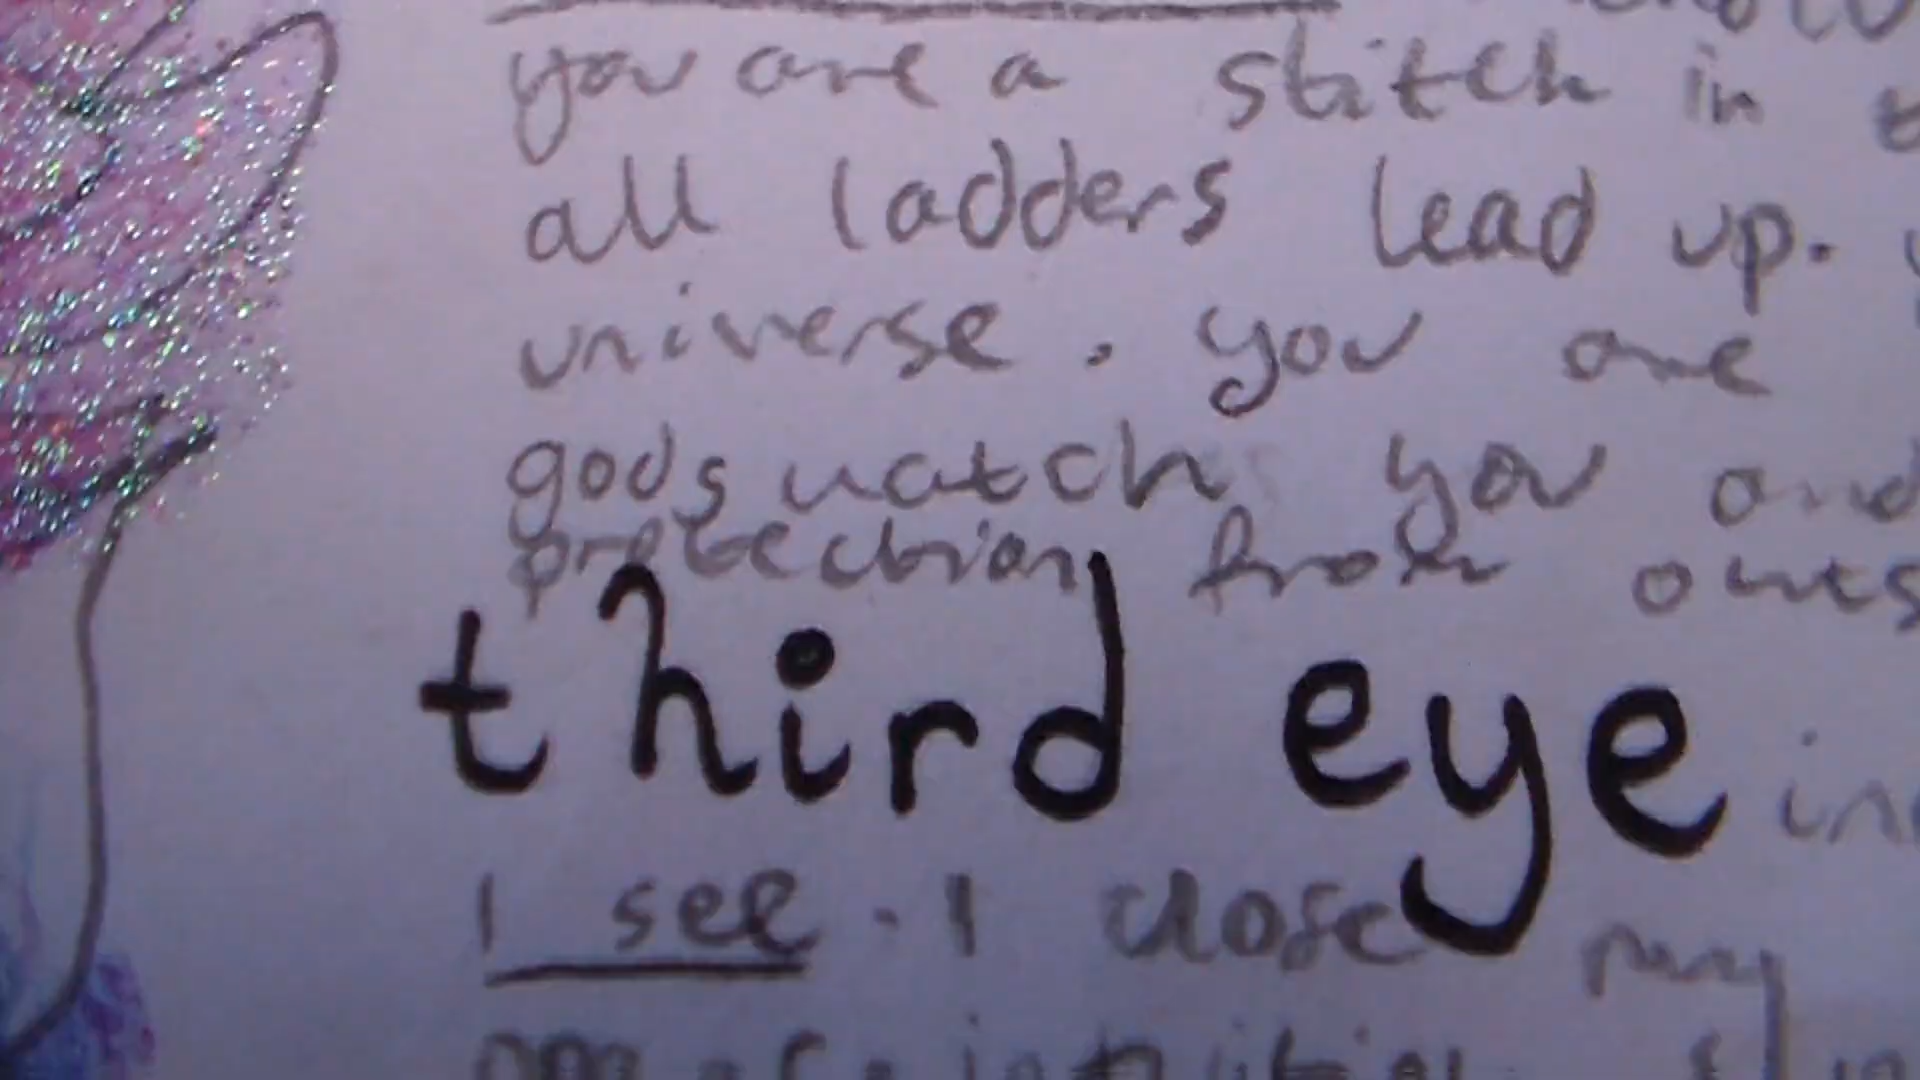 you are a stitch in
all ladders lead up.
universe. you are
gods watch you and
protection from outs
third eye
I see. I close my